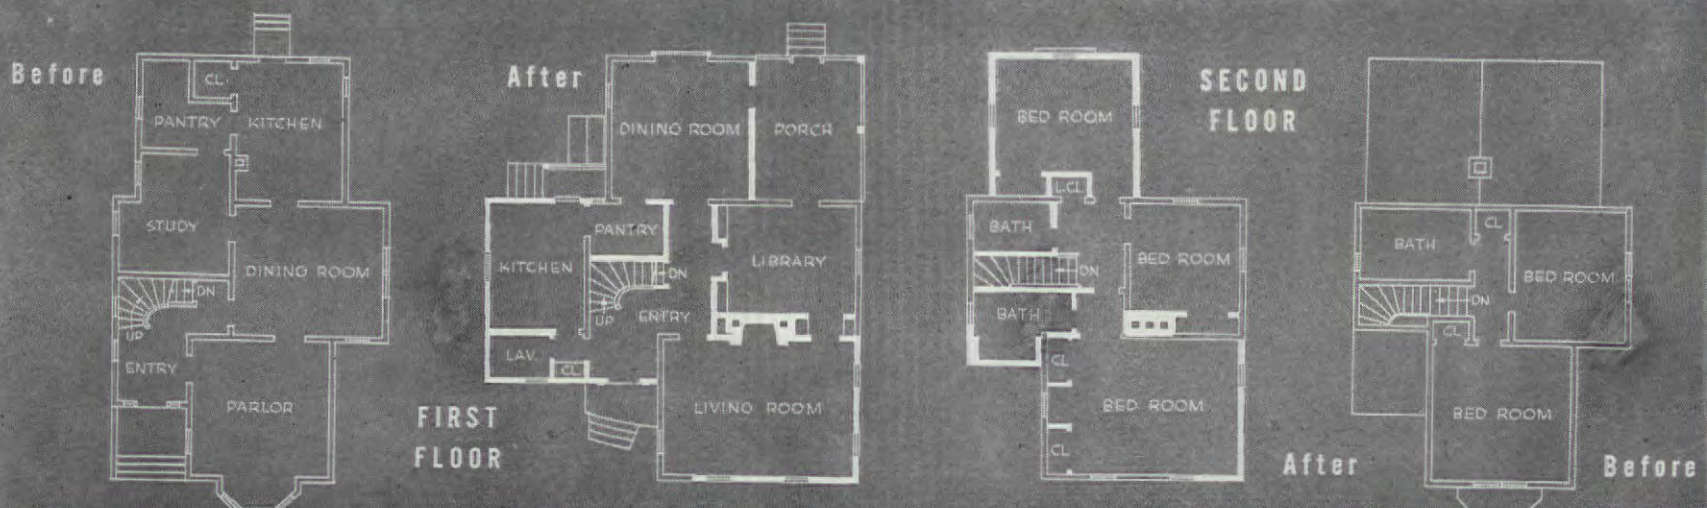 Before
CL.
PANTRY
KITCHEN
STUDY
DINING ROOM
DN
UP
ENTRY
PARLOR
FIRST
FLOOR
After
DINING ROOM
PORCH
PANTRY
KITCHEN
LIBRARY
DN
UP
ENTRY
LAV.
CL.
LIVING ROOM
SECOND
FLOOR
BED ROOM
L.CL.
BATH
BED ROOM
DN
BATH
CL
BED ROOM
CL
After
BATH
CL
BED ROOM
DN
CL
BED ROOM
Before